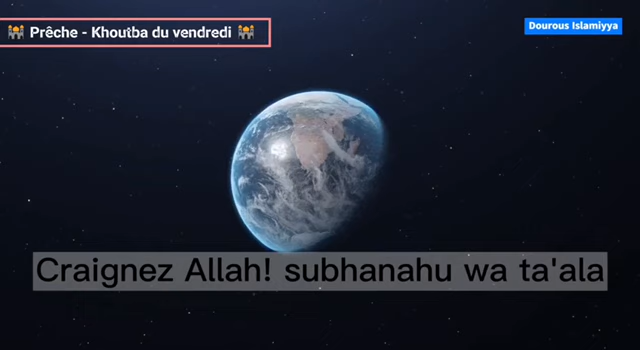 🕌 Prêche - Khoutba du vendredi 🕌
Dourous Islamiyya
Craignez Allah! subhanahu wa ta'ala